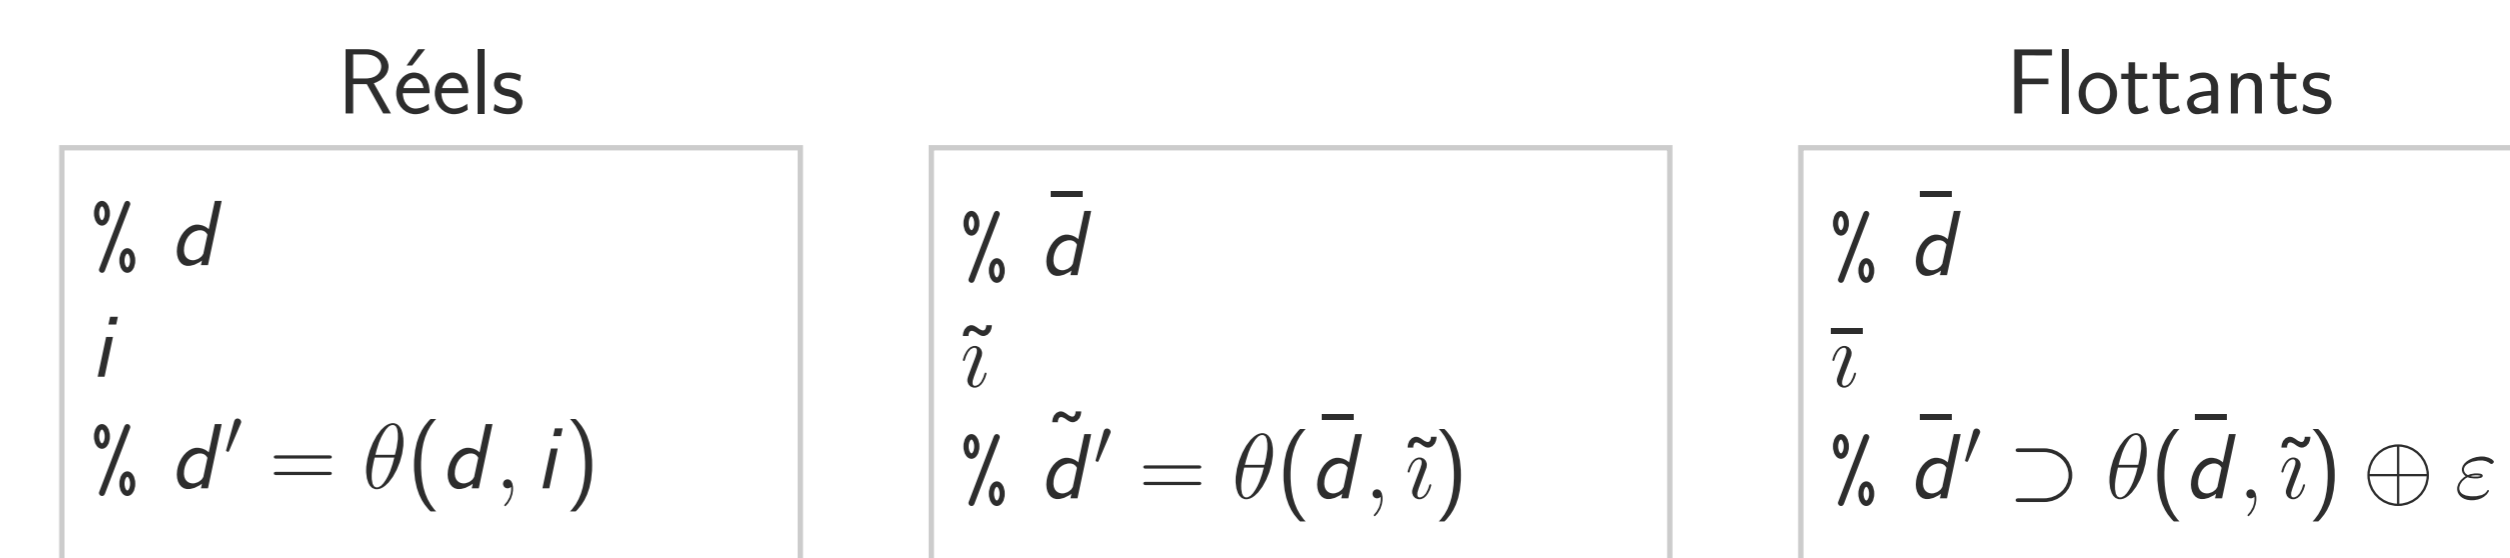 Réels
Flottants
% d
i
% d′ = θ(d, i)
% d̄
ĩ
% d̃′ = θ(d̄, ĩ)
% d̄
ī
% d̄′ ⊃ θ(d̄, ĩ) ⊕ ε